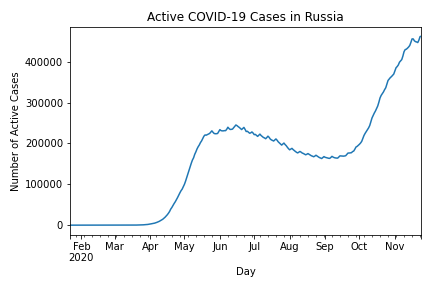 Active COVID-19 Cases in Russia
Number of Active Cases
400000
300000
200000
100000
0
Feb Mar Apr May Jun Jul Aug Sep Oct Nov
2020
Day